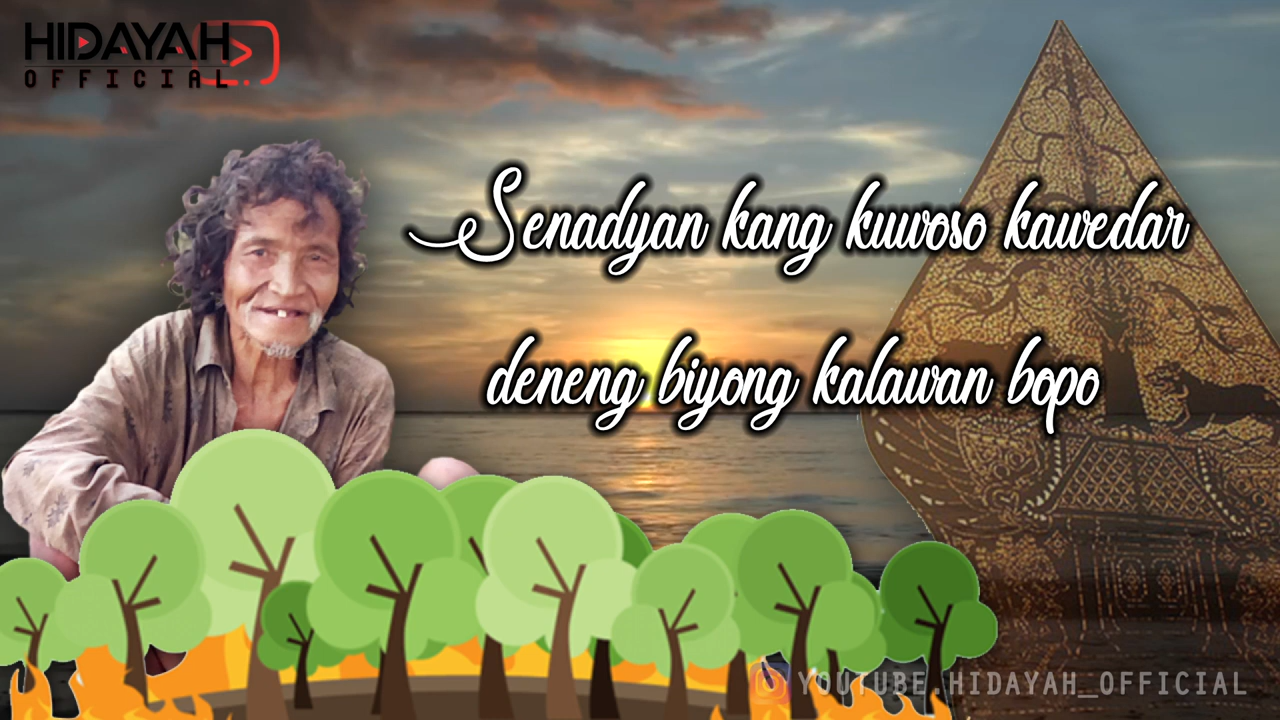 HIDAYAH
OFFICIAL
Senadyan kang kuwoso kawedar
deneng biyong kalawan bopo
YOUTUBE.HIDAYAH_OFFICIAL